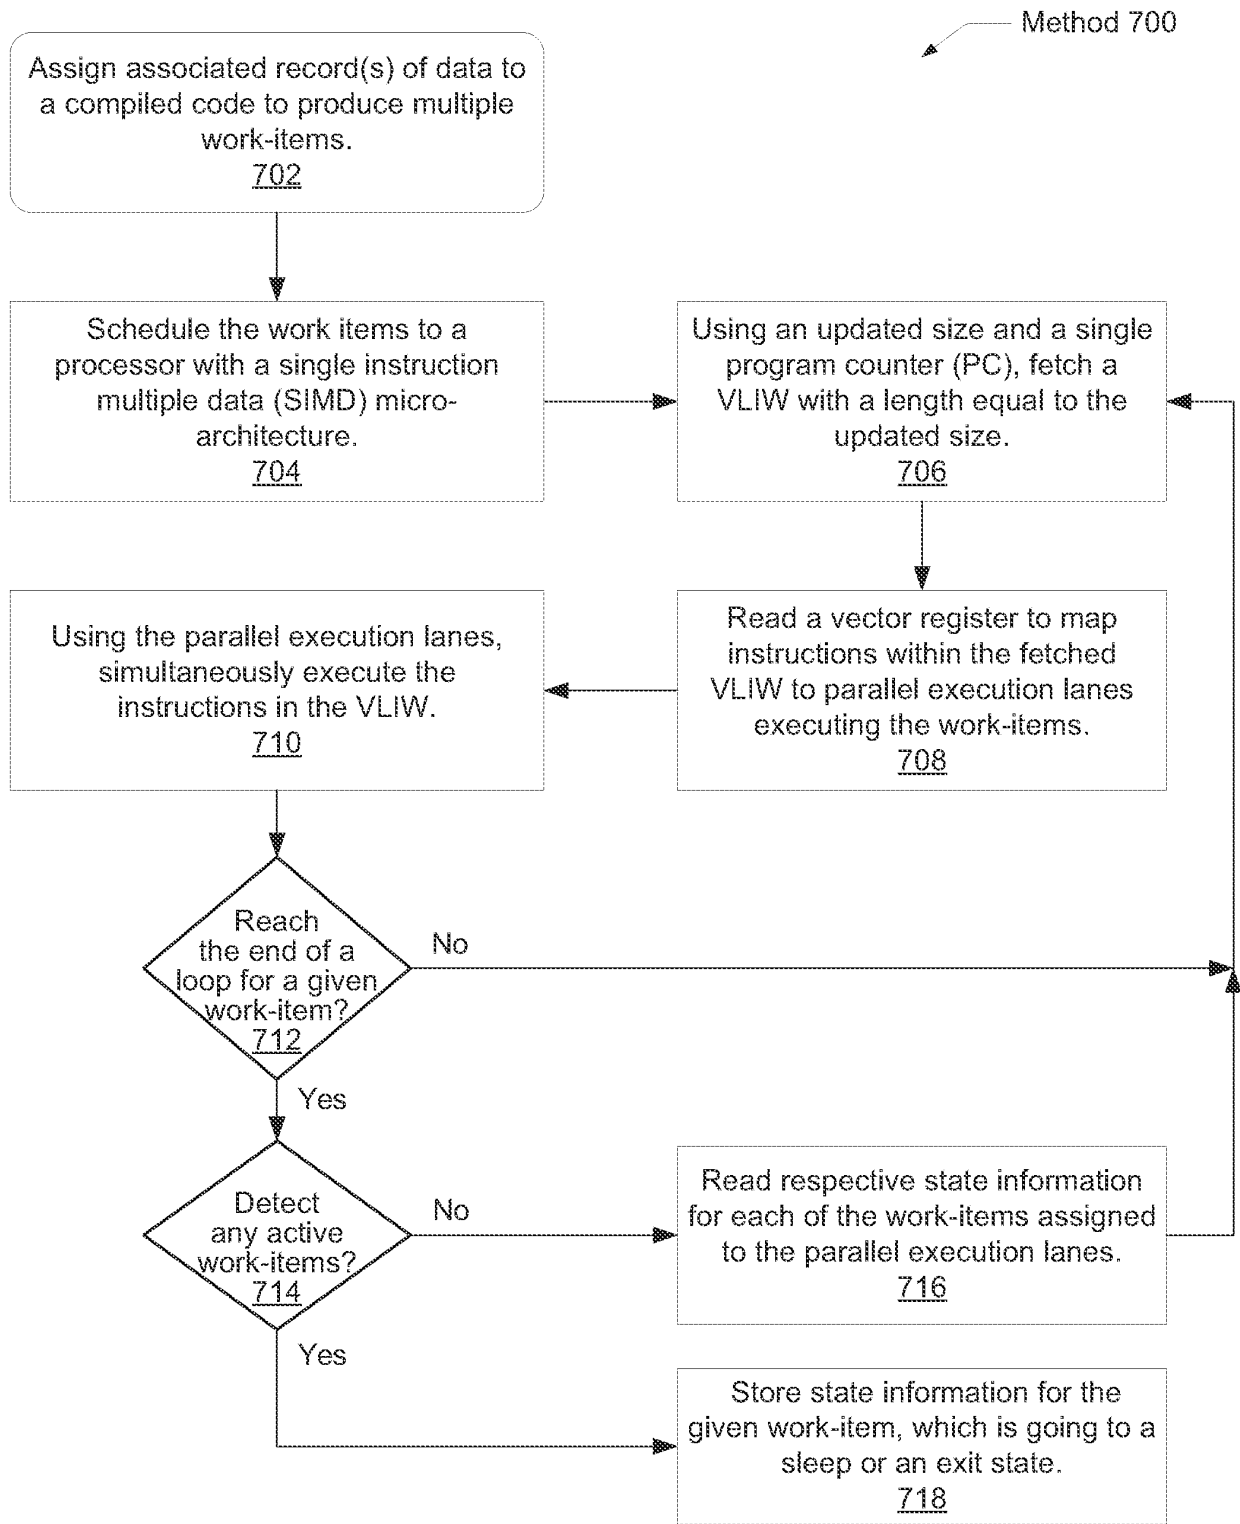 Method 700
Assign associated record(s) of data to
a compiled code to produce multiple
work-items.
702
Schedule the work items to a
processor with a single instruction
multiple data (SIMD) micro-
architecture.
704
Using an updated size and a single
program counter (PC), fetch a
VLIW with a length equal to the
updated size.
706
Read a vector register to map
instructions within the fetched
VLIW to parallel execution lanes
executing the work-items.
708
Using the parallel execution lanes,
simultaneously execute the
instructions in the VLIW.
710
Reach
the end of a
loop for a given
work-item?
712
No
Yes
Detect
any active
work-items?
714
No
Yes
Read respective state information
for each of the work-items assigned
to the parallel execution lanes.
716
Store state information for the
given work-item, which is going to a
sleep or an exit state.
718